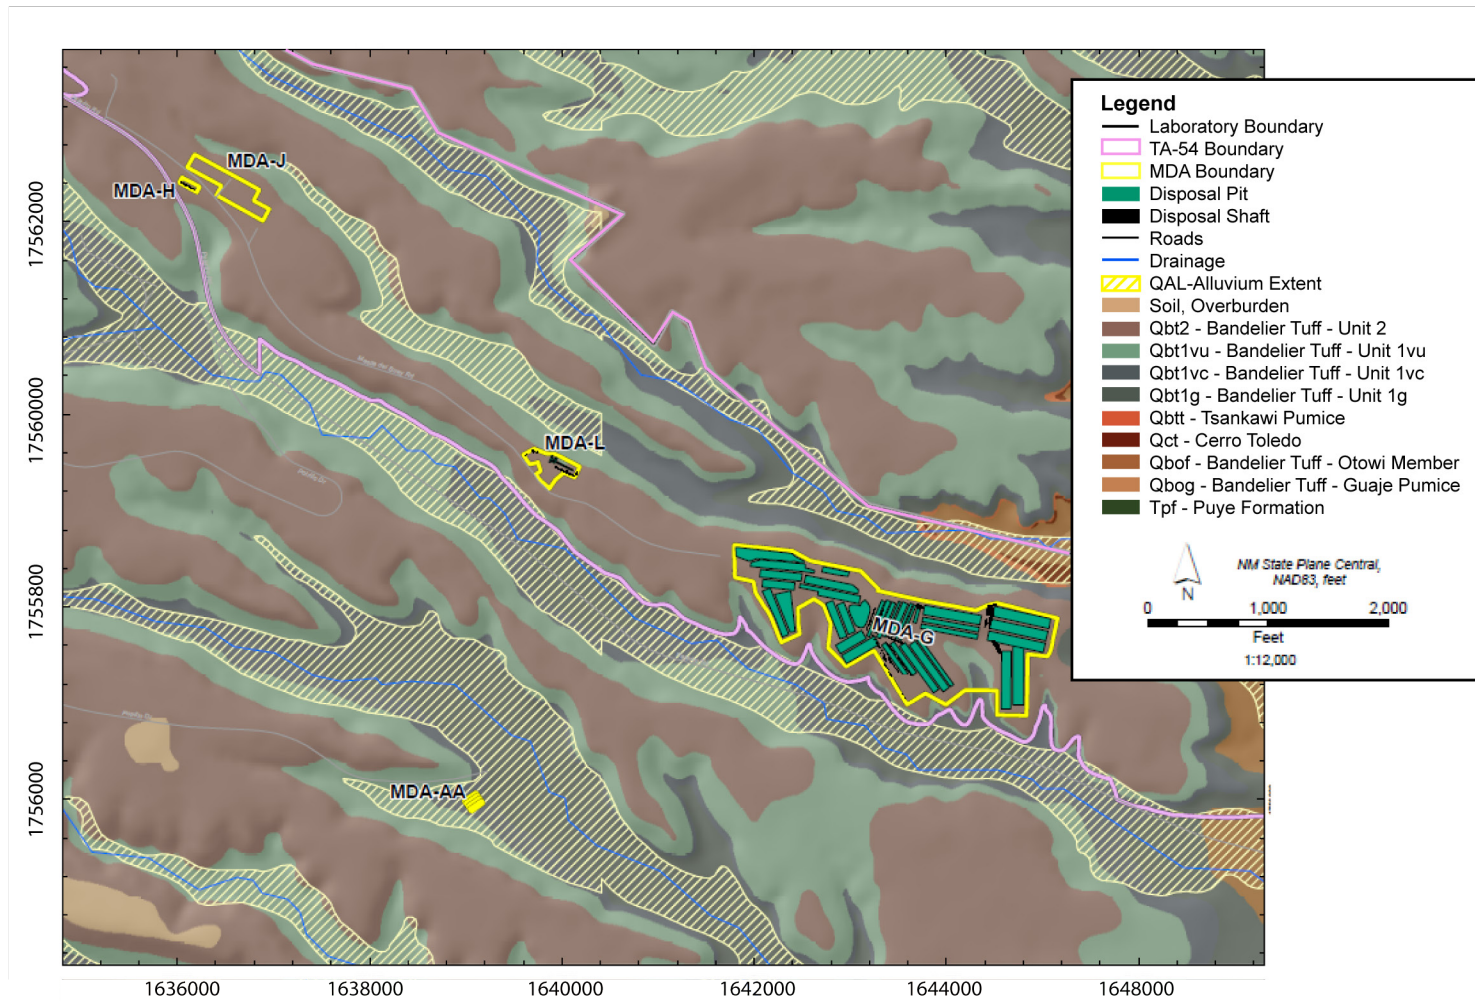 MDA-J
MDA-H
MDA-L
MDA-G
MDA-AA
Legend
Laboratory Boundary
TA-54 Boundary
MDA Boundary
Disposal Pit
Disposal Shaft
Roads
Drainage
QAL-Alluvium Extent
Soil, Overburden
Qbt2 - Bandelier Tuff - Unit 2
Qbt1vu - Bandelier Tuff - Unit 1vu
Qbt1vc - Bandelier Tuff - Unit 1vc
Qbt1g - Bandelier Tuff - Unit 1g
Qbtt - Tsankawi Pumice
Qct - Cerro Toledo
Qbof - Bandelier Tuff - Otowi Member
Qbog - Bandelier Tuff - Guaje Pumice
Tpf - Puye Formation
N
NM State Plane Central,
NAD83, feet
0 1,000 2,000
Feet
1:12,000
17562000
17560000
1755800
1756000
1636000 1638000 1640000 1642000 1644000 1648000